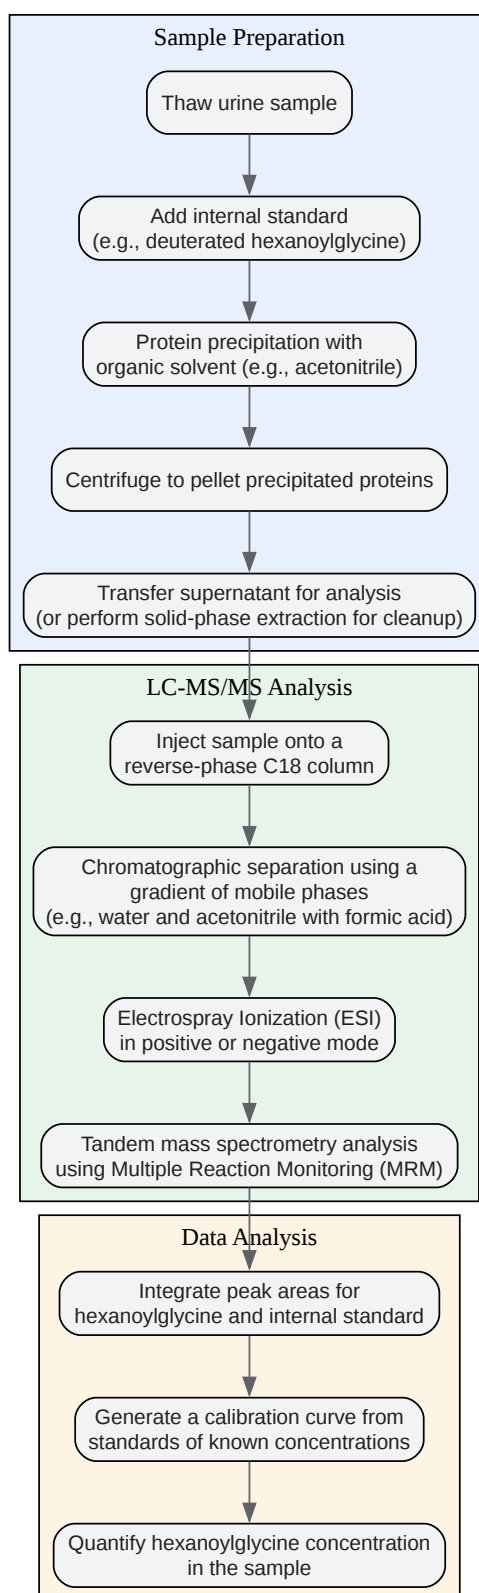 Sample Preparation
Thaw urine sample
Add internal standard
(e.g., deuterated hexanoylglycine)
Protein precipitation with
organic solvent (e.g., acetonitrile)
Centrifuge to pellet precipitated proteins
Transfer supernatant for analysis
(or perform solid-phase extraction for cleanup)
LC-MS/MS Analysis
Inject sample onto a
reverse-phase C18 column
Chromatographic separation using a
gradient of mobile phases
(e.g., water and acetonitrile with formic acid)
Electrospray Ionization (ESI)
in positive or negative mode
Tandem mass spectrometry analysis
using Multiple Reaction Monitoring (MRM)
Data Analysis
Integrate peak areas for
hexanoylglycine and internal standard
Generate a calibration curve from
standards of known concentrations
Quantify hexanoylglycine concentration
in the sample